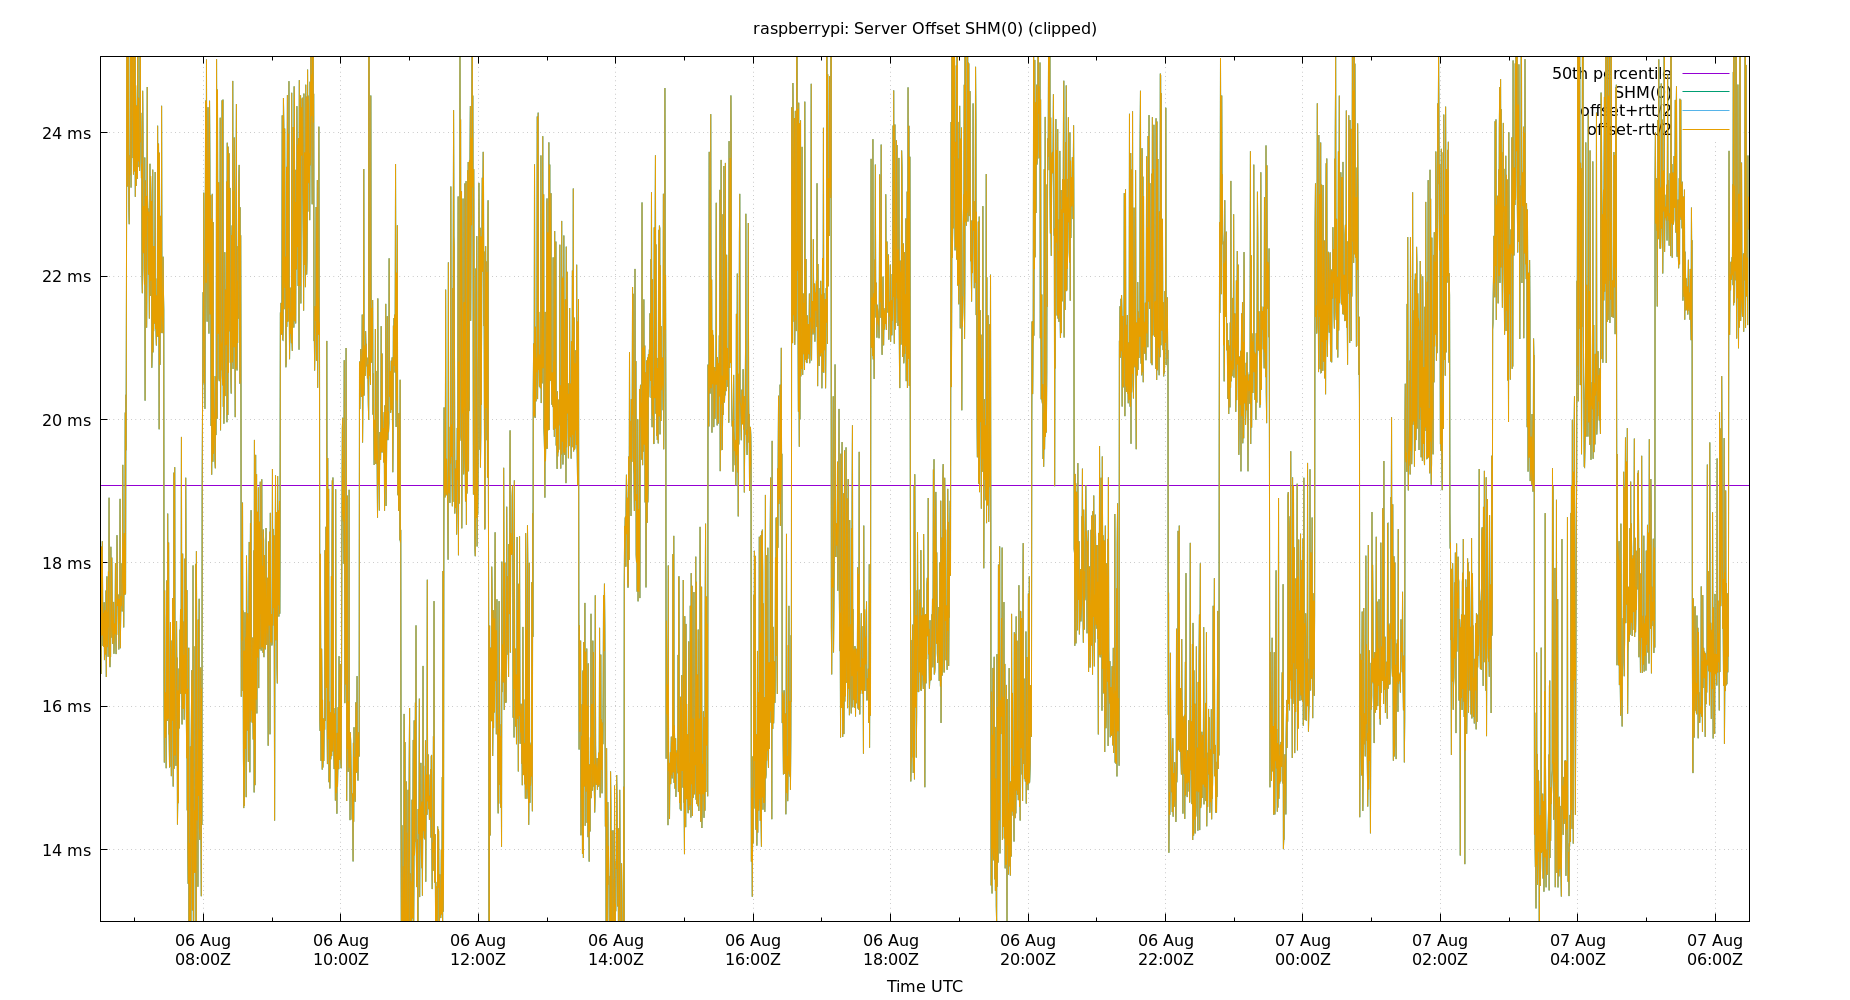 raspberrypi: Server Offset SHM(0) (clipped)
50th percentile
SHM(0)
offset+rtt/2
offset-rtt/2
24 ms
22 ms
20 ms
18 ms
16 ms
14 ms
06 Aug 06 Aug 06 Aug 06 Aug 06 Aug 06 Aug 06 Aug 06 Aug 07 Aug 07 Aug 07 Aug 07 Aug
08:00Z 10:00Z 12:00Z 14:00Z 16:00Z 18:00Z 20:00Z 22:00Z 00:00Z 02:00Z 04:00Z 06:00Z
Time UTC